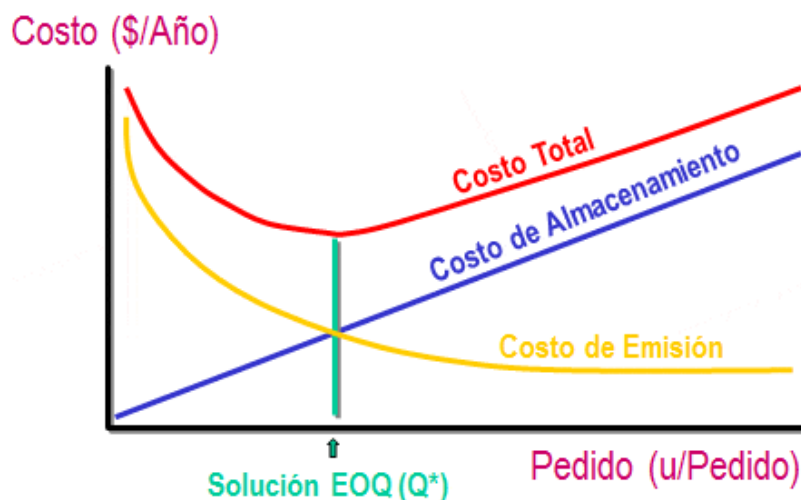 Costo ($/Año)
Costo Total
Costo de Almacenamiento
Costo de Emisión
Pedido (u/Pedido)
Solución EOQ (Q*)